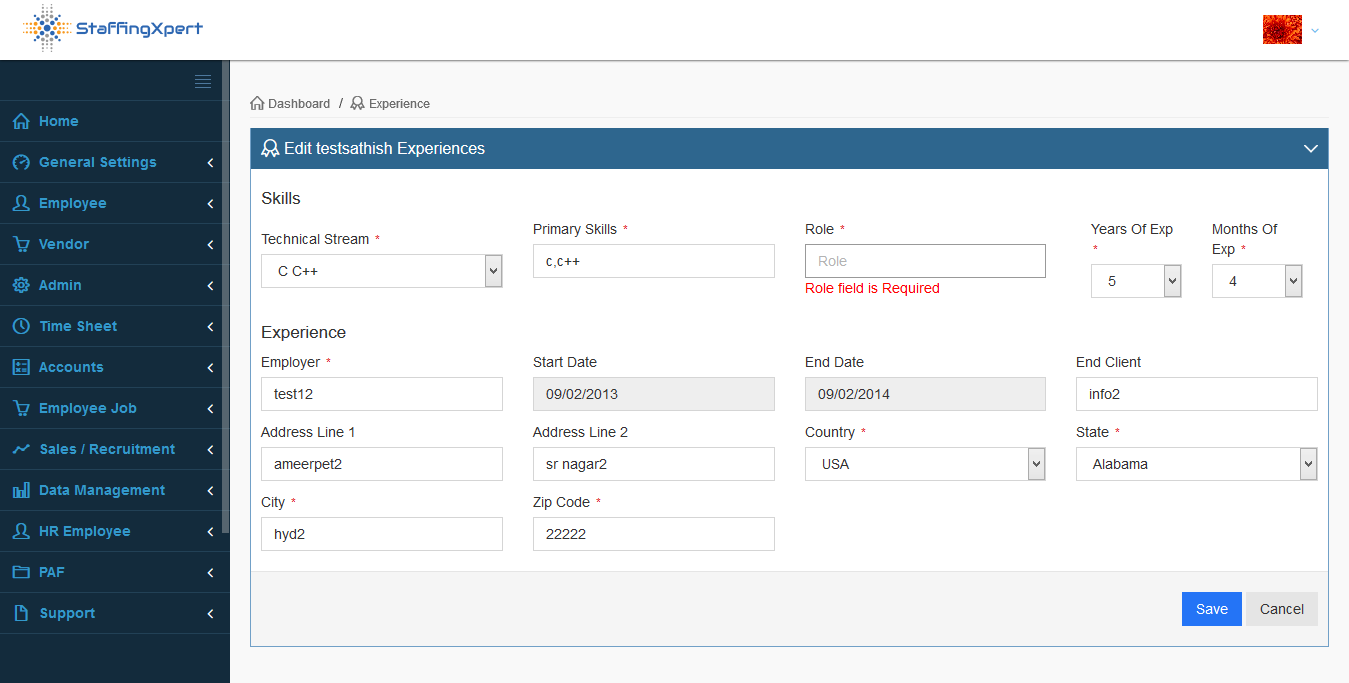 StaffingXpert
Home
General Settings
Employee
Vendor
Admin
Time Sheet
Accounts
Employee Job
Sales / Recruitment
Data Management
HR Employee
PAF
Support
Dashboard / Experience
Edit testsathish Experiences
Skills
Technical Stream *
C C++
Primary Skills *
c,c++
Role *
Role
Role field is Required
Years Of Exp
*
5
Months Of
Exp *
4
Experience
Employer *
test12
Start Date
09/02/2013
End Date
09/02/2014
End Client
info2
Address Line 1
ameerpet2
Address Line 2
sr nagar2
Country *
USA
State *
Alabama
City *
hyd2
Zip Code *
22222
Save
Cancel